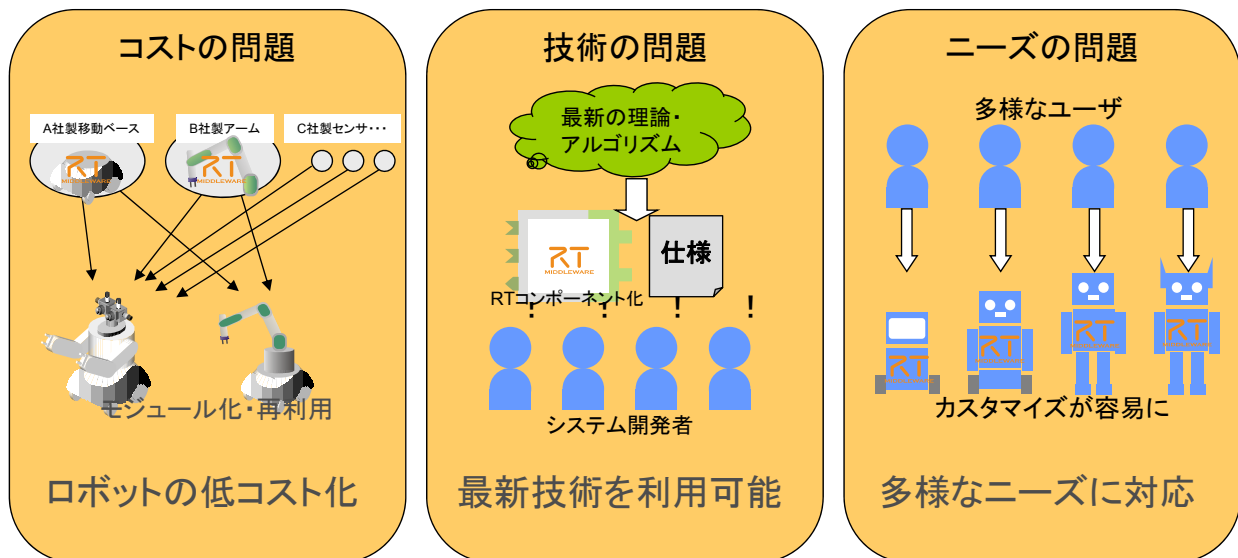 コストの問題
A社製移動ベース
B社製アーム
C社製センサ・・・
RT
MIDDLEWARE
RT
MIDDLEWARE
モジュール化・再利用
ロボットの低コスト化
技術の問題
最新の理論・
アルゴリズム
RT
MIDDLEWARE
仕様
RTコンポーネント化
! ! ! !
システム開発者
最新技術を利用可能
ニーズの問題
多様なユーザ
RT
RT
RT
RT
カスタマイズが容易に
多様なニーズに対応